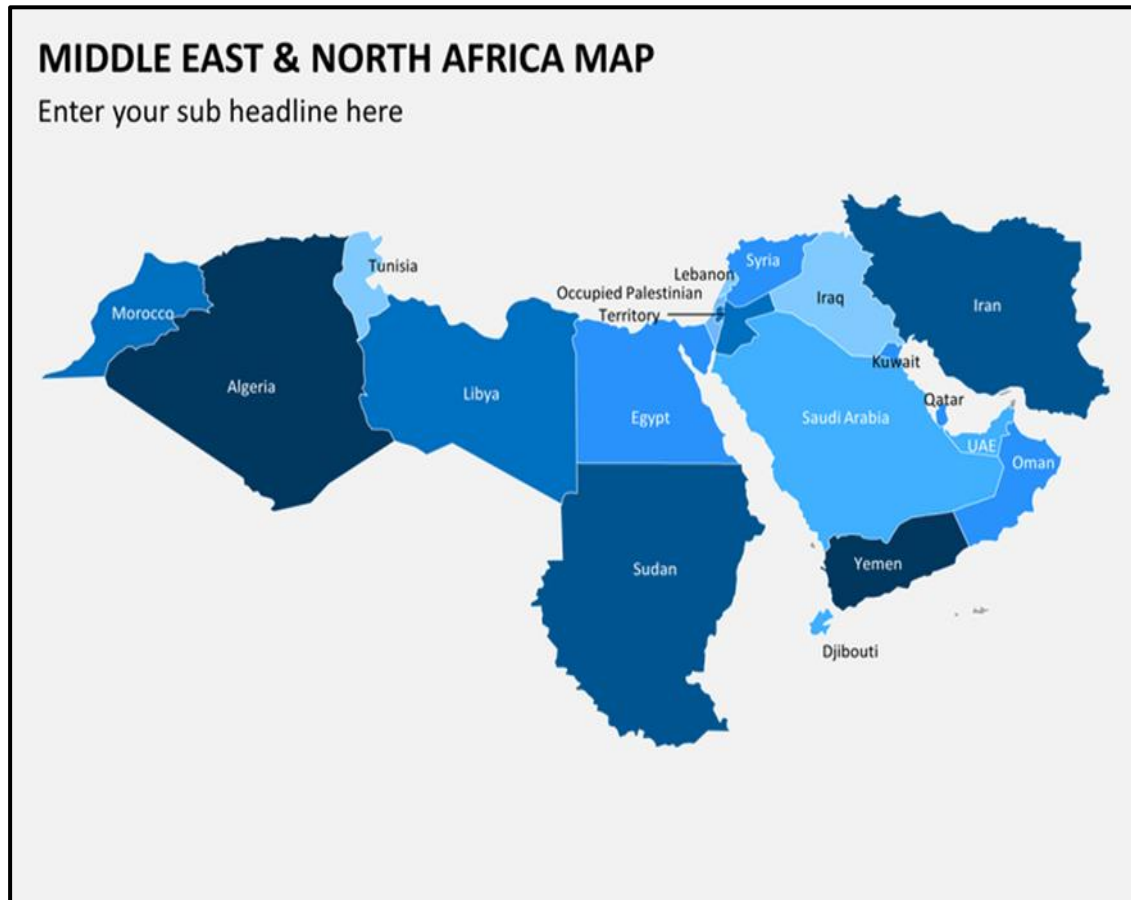 MIDDLE EAST & NORTH AFRICA MAP
Enter your sub headline here
Tunisia
Morocco
Algeria
Libya
Egypt
Sudan
Lebanon
Syria
Occupied Palestinian
Territory
Iraq
Iran
Kuwait
Qatar
Saudi Arabia
UAE
Oman
Yemen
Djibouti